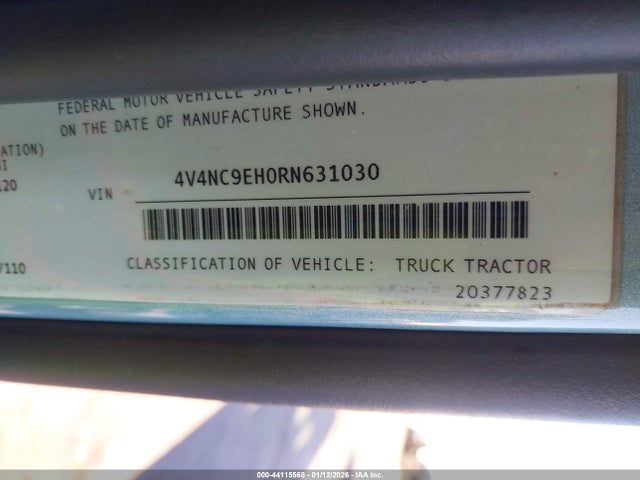 FEDERAL MOTOR VEHICLE SAFETY STANDARDS
ON THE DATE OF MANUFACTURE SHOWN.
ATION)
SI
120
VIN 4V4NC9EH0RN631030
/110
CLASSIFICATION OF VEHICLE: TRUCK TRACTOR
20377823
000-44115568 - 01/12/2026 - IAA Inc.